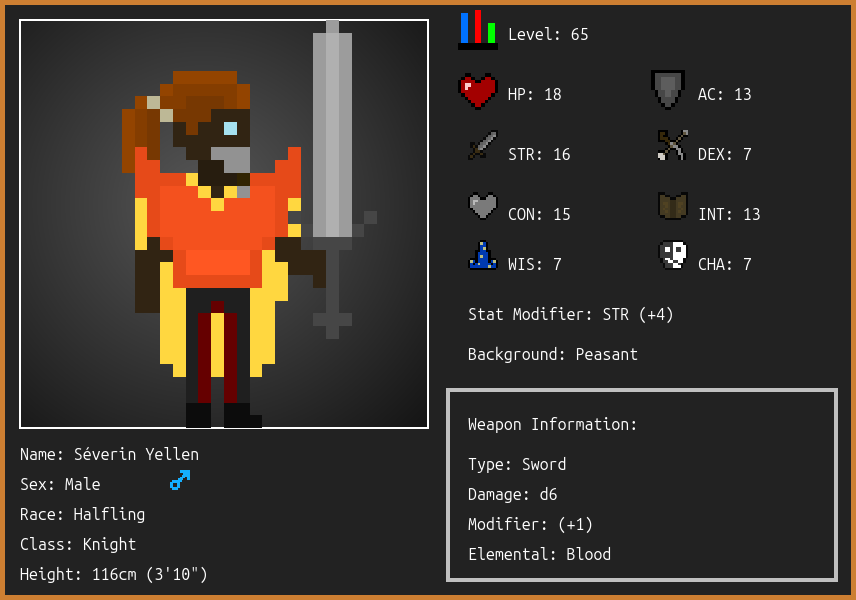 Level: 65
HP: 18
AC: 13
STR: 16
DEX: 7
CON: 15
INT: 13
WIS: 7
CHA: 7
Stat Modifier: STR (+4)
Background: Peasant
Weapon Information:
Type: Sword
Damage: d6
Modifier: (+1)
Elemental: Blood
Name: Séverin Yellen
Sex: Male
Race: Halfling
Class: Knight
Height: 116cm (3'10")